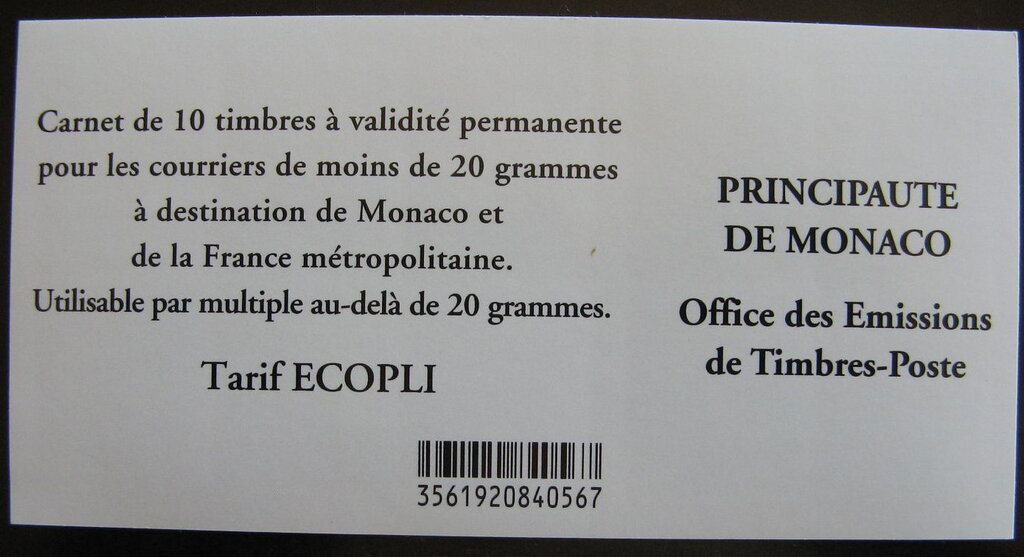 Carnet de 10 timbres à validité permanente
pour les courriers de moins de 20 grammes
à destination de Monaco et
de la France métropolitaine.
Utilisable par multiple au-delà de 20 grammes.
Tarif ECOPLI
3561920840567
PRINCIPAUTE
DE MONACO
Office des Emissions
de Timbres-Poste